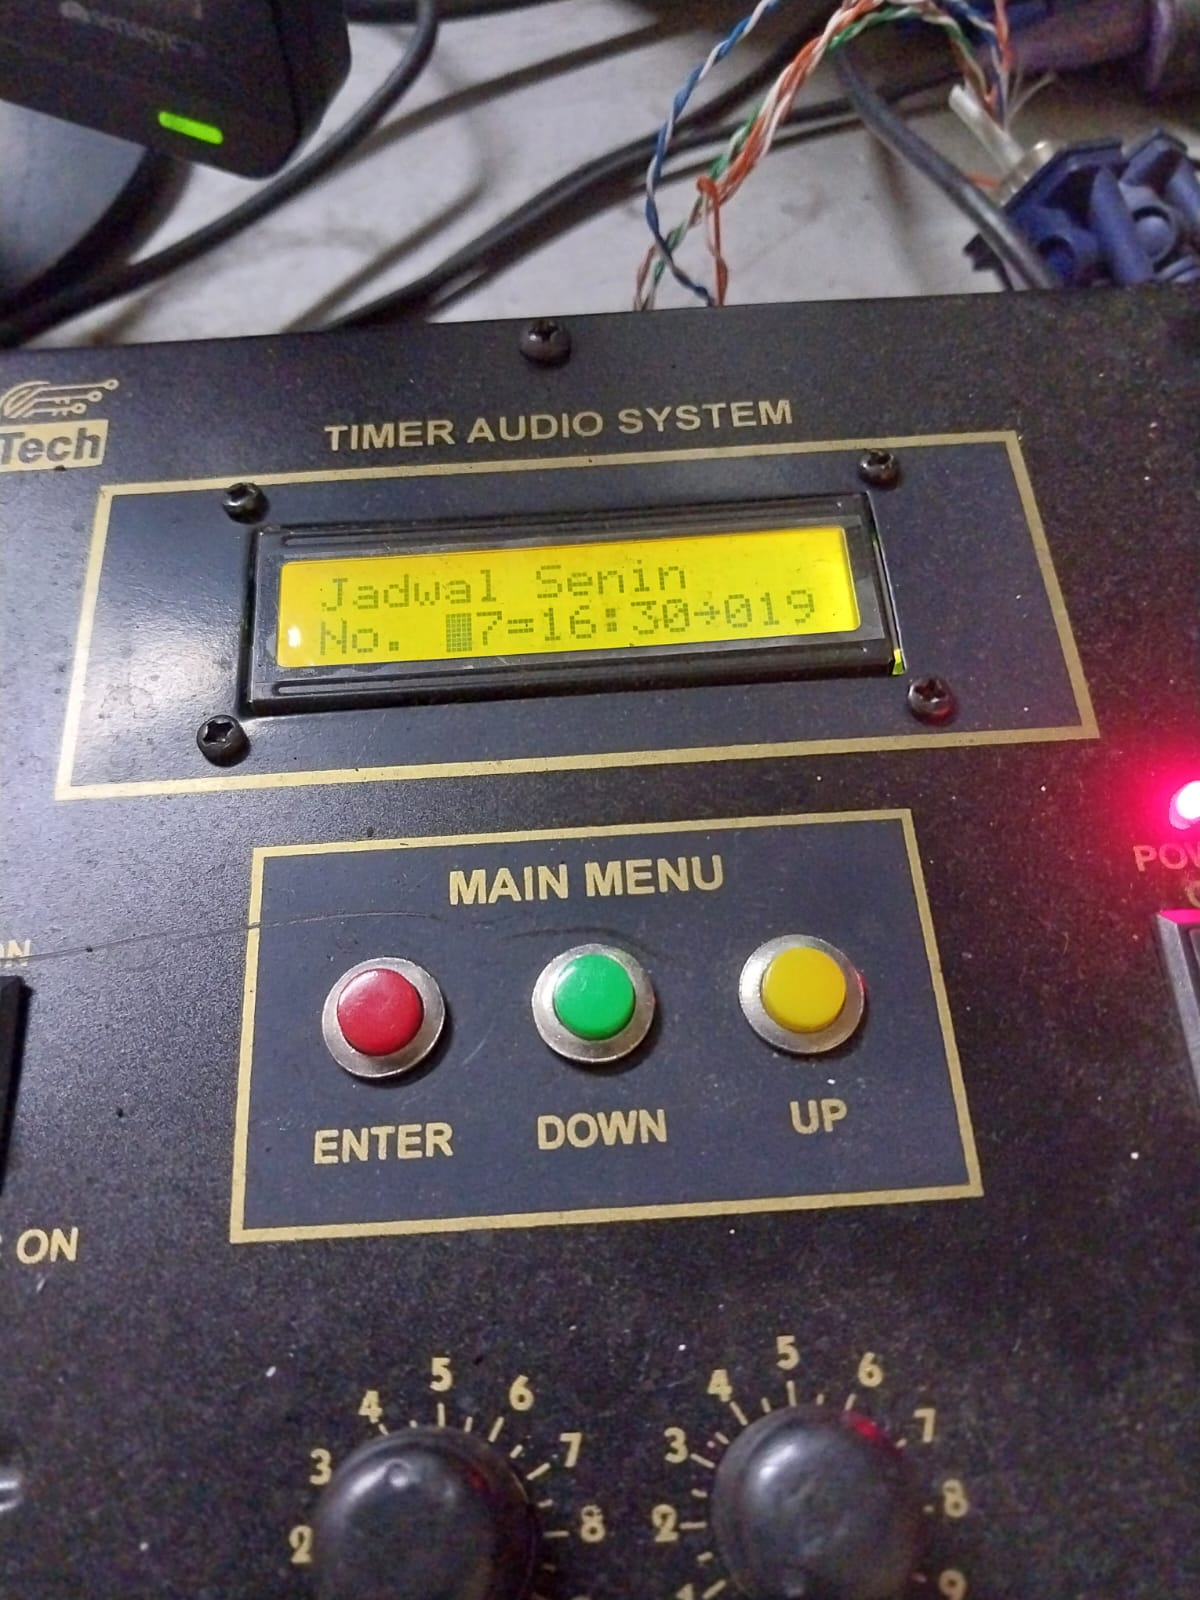 Tech
TIMER AUDIO SYSTEM
Jadwal Senin
No. 7=16:30→019
MAIN MENU
ENTER
DOWN
UP
ON
5
4
6
3
7
2
8
5
4
6
3
7
2
8
9